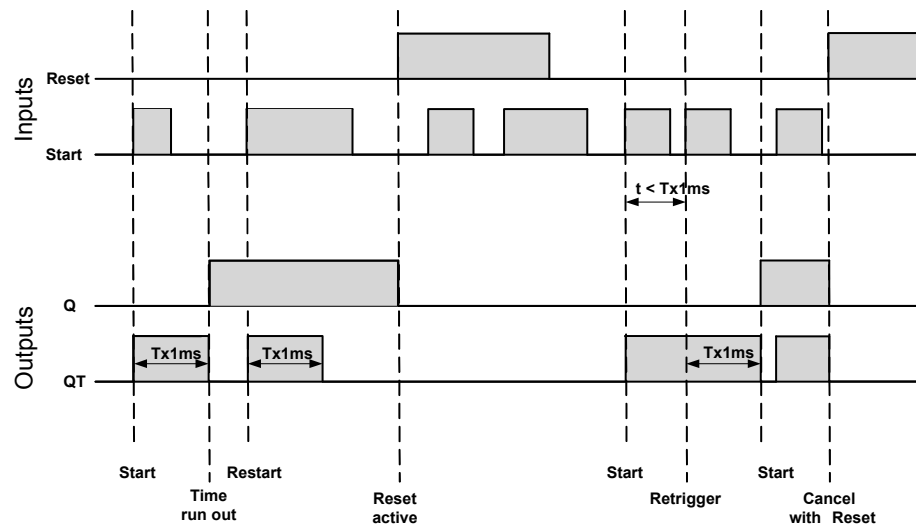 Inputs
Reset
Start
t < Tx1ms
Outputs
Q
Tx1ms
Tx1ms
Tx1ms
QT
Start
Restart
Start
Start
Time
run out
Reset
active
Retrigger
Cancel
with Reset